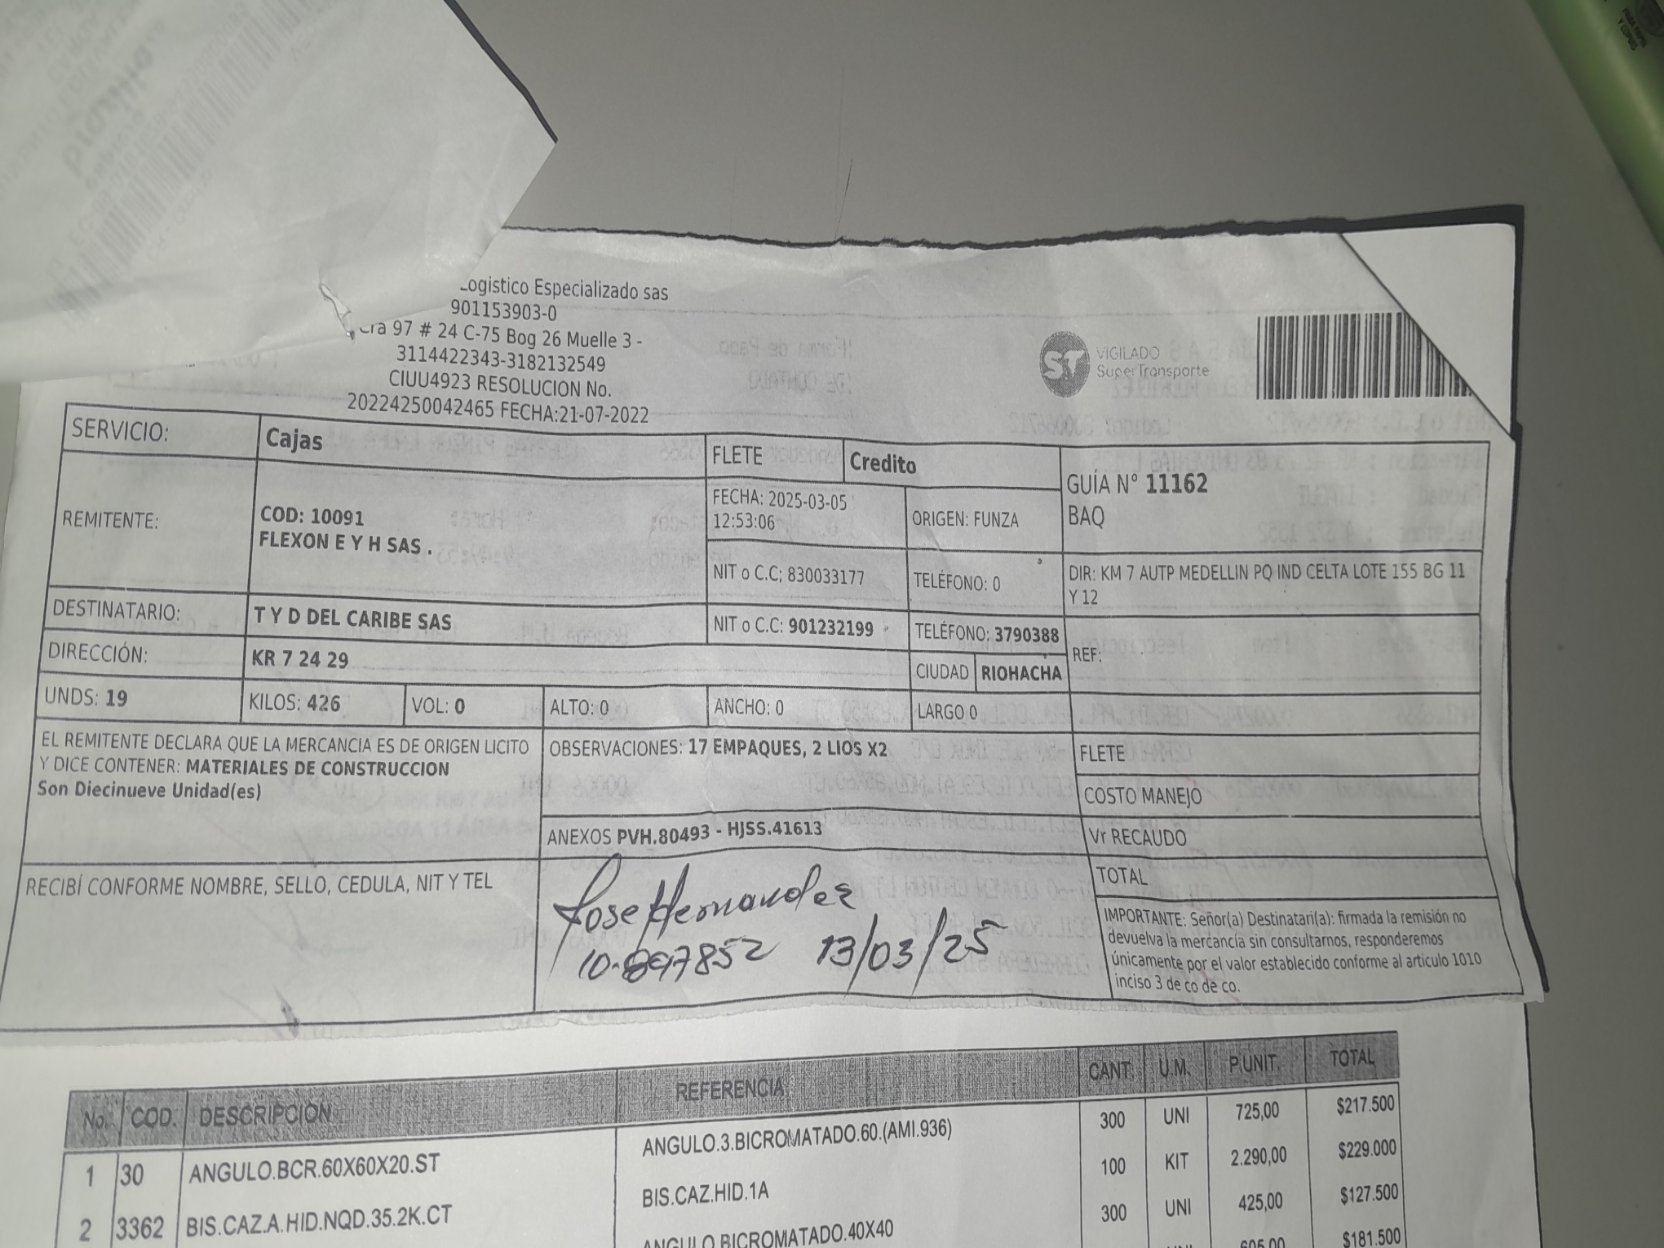 Logistico Especializado sas
901153903-0
Cra 97 # 24 C-75 Bog 26 Muelle 3 -
3114422343-3182132549
CIUU4923 RESOLUCION No.
20224250042465 FECHA:21-07-2022
ST
VIGILADO
SuperTransporte
SERVICIO: Cajas
FLETE Credito
GUÍA N° 11162
BAQ
REMITENTE:
COD: 10091
FLEXON E Y H SAS .
FECHA: 2025-03-05
12:53:06
ORIGEN: FUNZA
NIT o C.C; 830033177
TELÉFONO: 0
DIR: KM 7 AUTP MEDELLIN PQ IND CELTA LOTE 155 BG 11
Y 12
DESTINATARIO: T Y D DEL CARIBE SAS
NIT o C.C: 901232199
TELÉFONO: 3790388
REF:
DIRECCIÓN: KR 7 24 29
CIUDAD RIOHACHA
UNDS: 19 KILOS: 426 VOL: 0 ALTO: 0 ANCHO: 0 LARGO 0
EL REMITENTE DECLARA QUE LA MERCANCIA ES DE ORIGEN LICITO
Y DICE CONTENER: MATERIALES DE CONSTRUCCION
Son Diecinueve Unidad(es)
OBSERVACIONES: 17 EMPAQUES, 2 LIOS X2
ANEXOS PVH.80493 - HJSS.41613
FLETE
COSTO MANEJO
Vr RECAUDO
TOTAL
RECIBÍ CONFORME NOMBRE, SELLO, CEDULA, NIT Y TEL
Jose Hernandez
10.897852 13/03/25
IMPORTANTE: Señor(a) Destinatari(a): firmada la remisión no
devuelva la mercancía sin consultarnos, responderemos
únicamente por el valor establecido conforme al articulo 1010
inciso 3 de co de co.
No. COD. DESCRIPCION REFERENCIA CANT. U.M. P.UNIT. TOTAL
1 30 ANGULO.BCR.60X60X20.ST ANGULO.3.BICROMATADO.60.(AMI.936) 300 UNI 725,00 $217.500
2 3362 BIS.CAZ.A.HID.NQD.35.2K.CT BIS.CAZ.HID.1A 100 KIT 2.290,00 $229.000
ANGULO.BICROMATADO.40X40 300 UNI 425,00 $127.500
605,00 $181.500